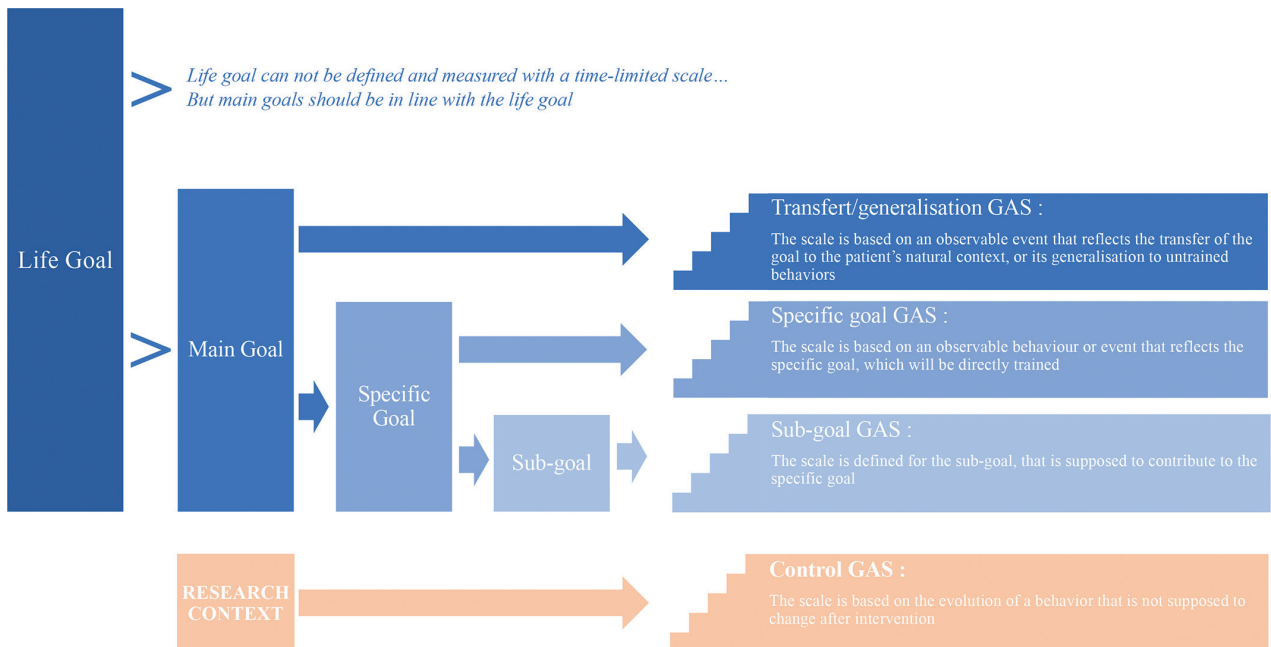 Life goal can not be defined and measured with a time-limited scale…
But main goals should be in line with the life goal
Life Goal
Main Goal
Specific
Goal
Sub-goal
Transfert/generalisation GAS :
The scale is based on an observable event that reflects the transfer of the
goal to the patient’s natural context, or its generalisation to untrained
behaviors
Specific goal GAS :
The scale is based on an observable behaviour or event that reflects the
specific goal, which will be directly trained
Sub-goal GAS :
The scale is defined for the sub-goal, that is supposed to contribute to the
specific goal
RESEARCH
CONTEXT
Control GAS :
The scale is based on the evolution of a behavior that is not supposed to
change after intervention